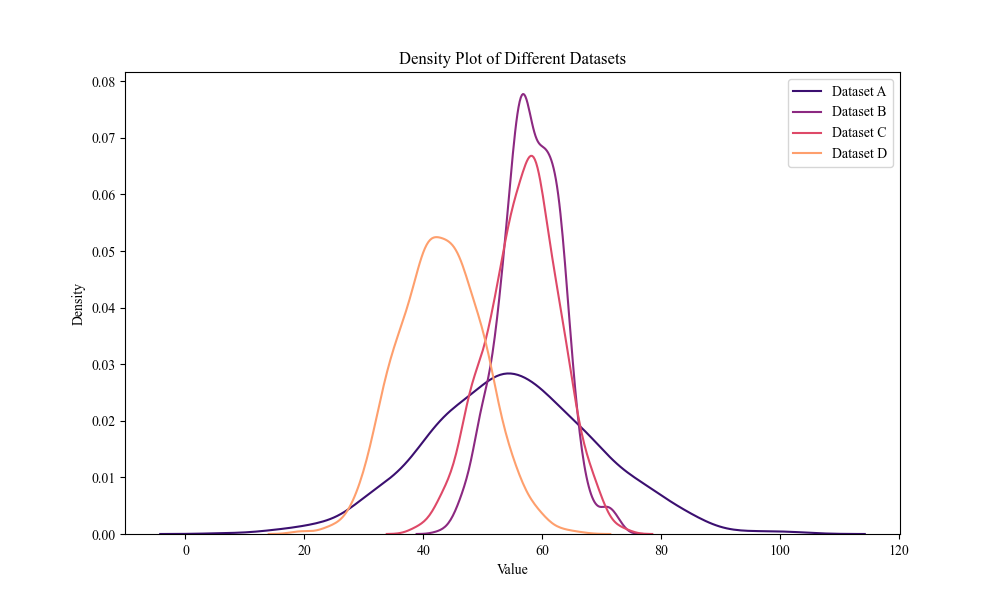 Density Plot of Different Datasets
Dataset A
Dataset B
Dataset C
Dataset D
Density
0.08
0.07
0.06
0.05
0.04
0.03
0.02
0.01
0.00
0
20
40
60
80
100
120
Value